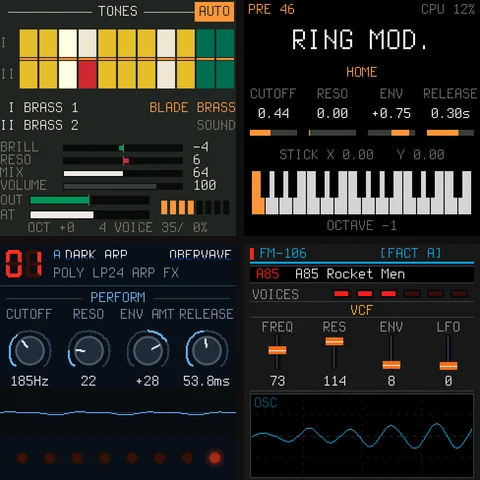 TONES AUTO
I
II
I BRASS 1 BLADE BRASS
II BRASS 2 SOUND
BRILL -4
RESO 6
MIX 64
VOLUME 100
OUT
AT
OCT +0 4 VOICE 35/ 0%
PRE 46 CPU 12%
RING MOD.
HOME
CUTOFF RESO ENV RELEASE
0.44 0.00 +0.75 0.30s
STICK X 0.00 Y 0.00
OCTAVE -1
01 A DARK ARP OBERWAVE
POLY LP24 ARP FX
PERFORM
CUTOFF RESO ENV AMT RELEASE
185Hz 22 +28 53.8ms
FM-106 [FACT A]
A85 A85 Rocket Men
VOICES
VCF
FREQ RES ENV LFO
73 114 8 0
OSC